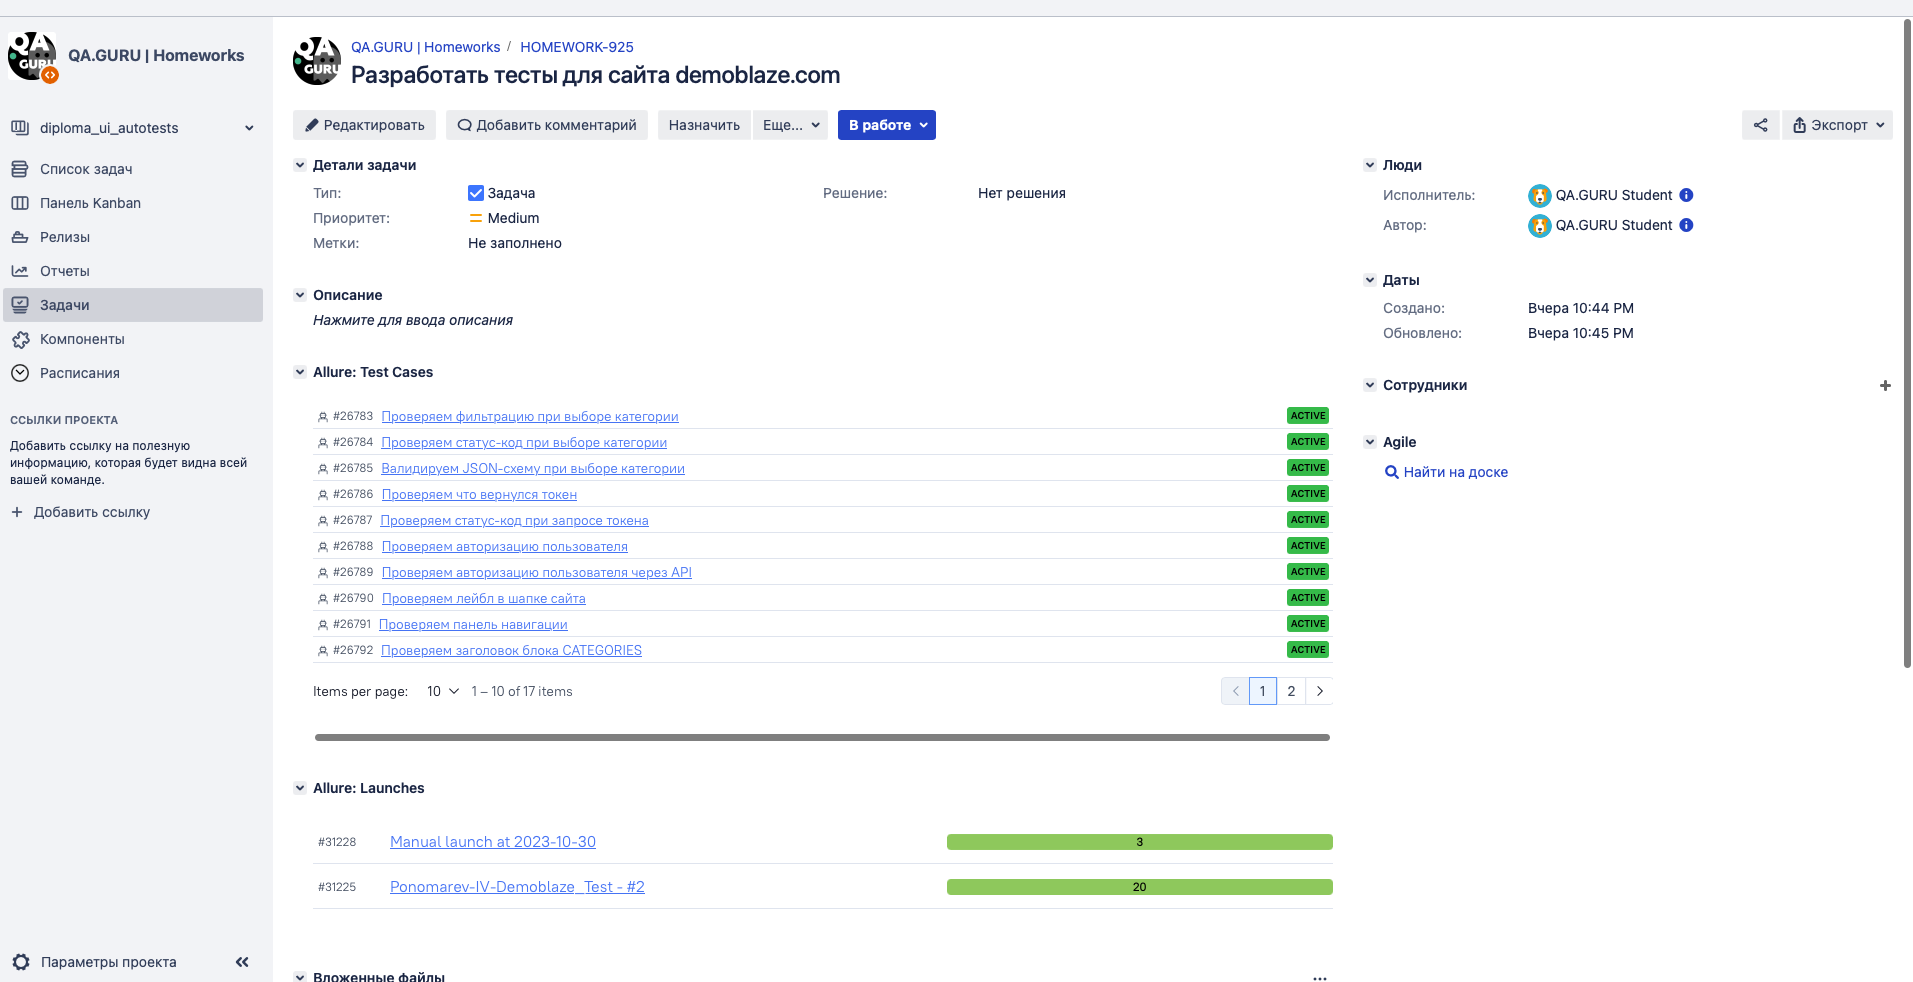 QA.GURU | Homeworks
diploma_ui_autotests
Список задач
Панель Kanban
Релизы
Отчеты
Задачи
Компоненты
Расписания
ССЫЛКИ ПРОЕКТА
Добавить ссылку на полезную
информацию, которая будет видна всей
вашей команде.
+ Добавить ссылку
Параметры проекта
QA.GURU | Homeworks / HOMEWORK-925
Разработать тесты для сайта demoblaze.com
Редактировать Добавить комментарий Назначить Еще... В работе Экспорт
Детали задачи
Тип: Задача Решение: Нет решения
Приоритет: Medium
Метки: Не заполнено
Описание
Нажмите для ввода описания
Allure: Test Cases
#26783 Проверяем фильтрацию при выборе категории ACTIVE
#26784 Проверяем статус-код при выборе категории ACTIVE
#26785 Валидируем JSON-схему при выборе категории ACTIVE
#26786 Проверяем что вернулся токен ACTIVE
#26787 Проверяем статус-код при запросе токена ACTIVE
#26788 Проверяем авторизацию пользователя ACTIVE
#26789 Проверяем авторизацию пользователя через API ACTIVE
#26790 Проверяем лейбл в шапке сайта ACTIVE
#26791 Проверяем панель навигации ACTIVE
#26792 Проверяем заголовок блока CATEGORIES ACTIVE
Items per page: 10 1 – 10 of 17 items 1 2
Allure: Launches
#31228 Manual launch at 2023-10-30 3
#31225 Ponomarev-IV-Demoblaze_Test - #2 20
Вложенные файлы
Люди
Исполнитель: QA.GURU Student
Автор: QA.GURU Student
Даты
Создано: Вчера 10:44 PM
Обновлено: Вчера 10:45 PM
Сотрудники
Agile
Найти на доске